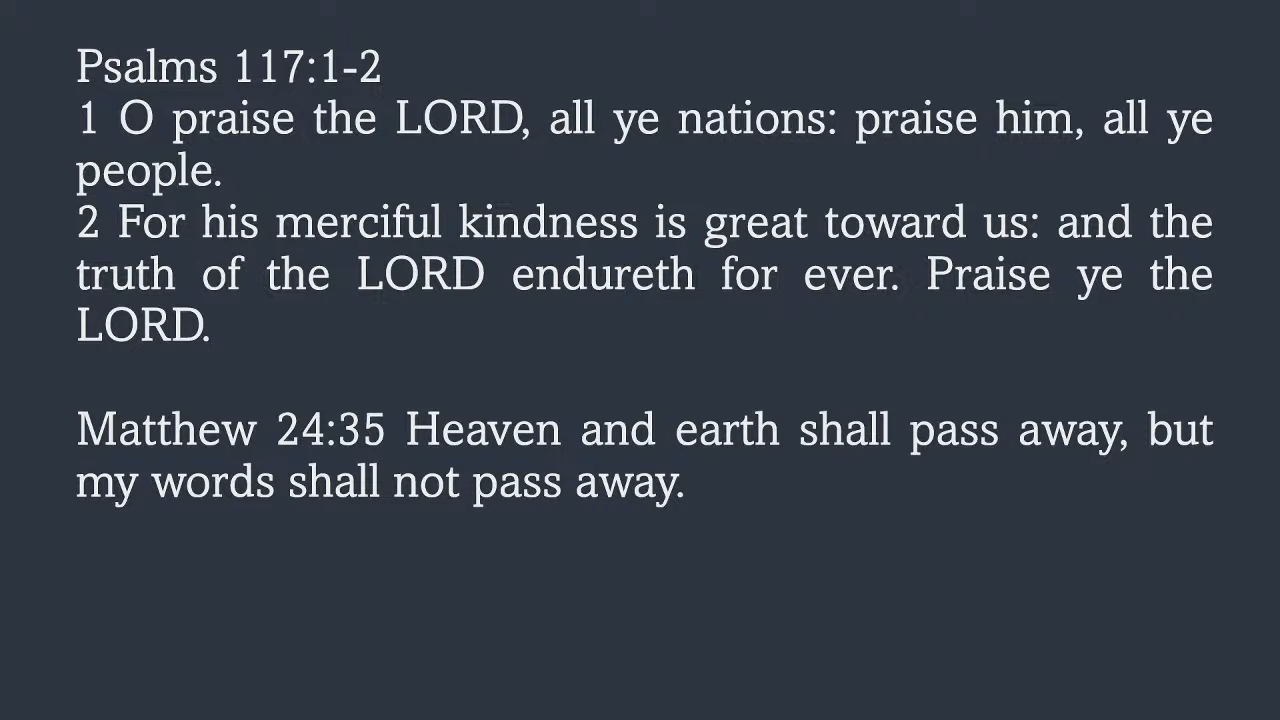 Psalms 117:1-2
1 O praise the LORD, all ye nations: praise him, all ye
people.
2 For his merciful kindness is great toward us: and the
truth of the LORD endureth for ever. Praise ye the
LORD.
Matthew 24:35 Heaven and earth shall pass away, but
my words shall not pass away.